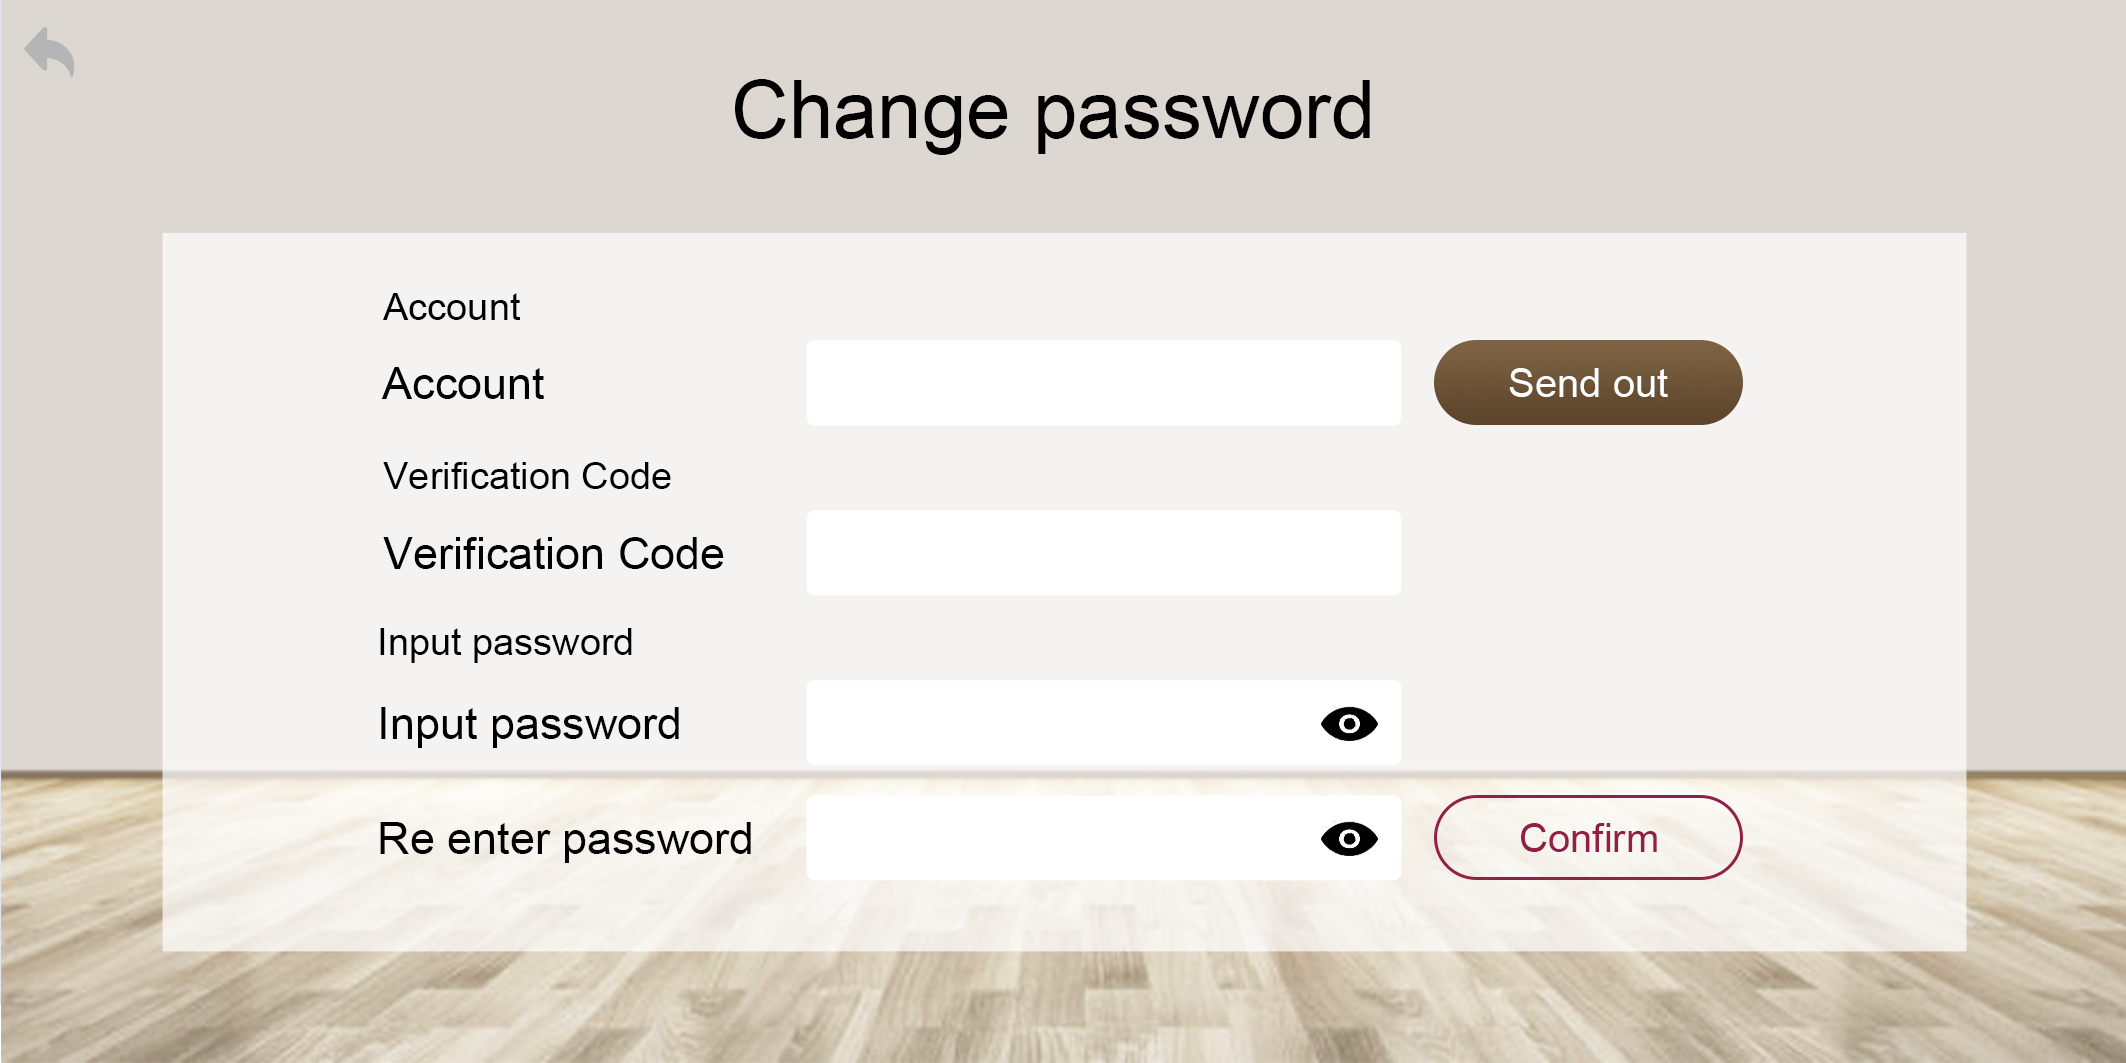 Change password
Account
Account
Send out
Verification Code
Verification Code
Input password
Input password
Re enter password
Confirm